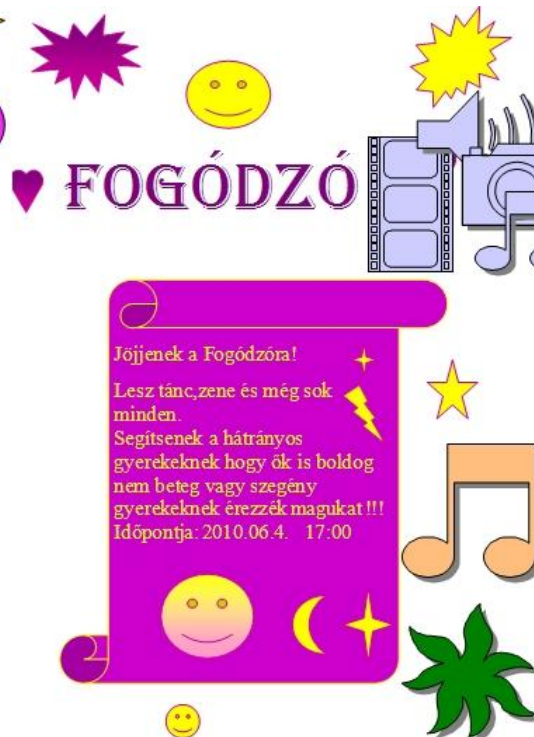 FOGÓDZÓ
Jöjjenek a Fogódzóra!
Lesz tánc,zene és még sok
minden.
Segítsenek a hátrányos
gyerekeknek hogy ők is boldog
nem beteg vagy szegény
gyerekeknek érezzék magukat !!!
Időpontja: 2010.06.4. 17:00